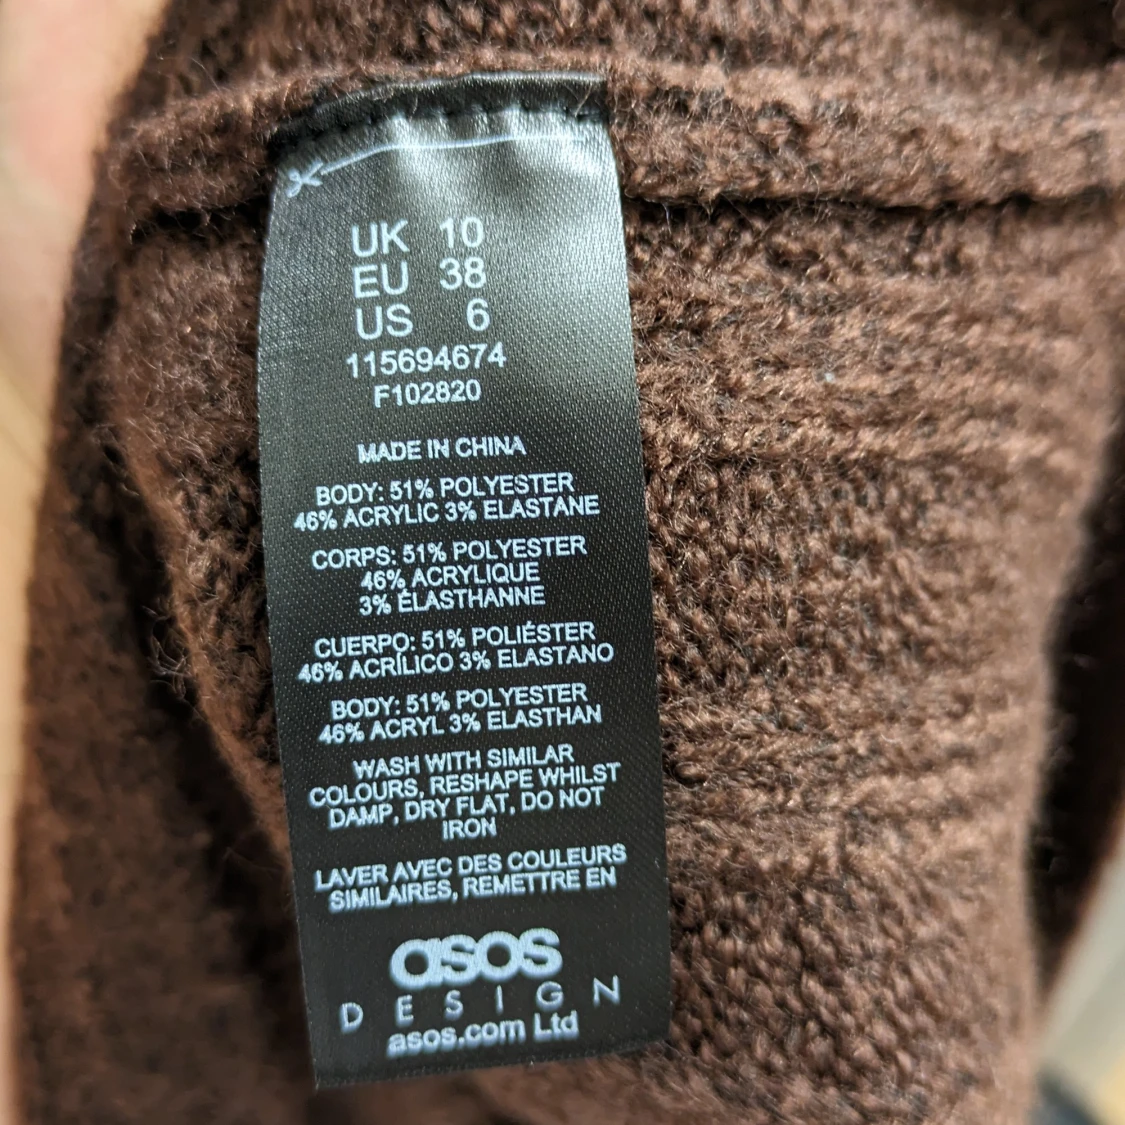 UK 10
EU 38
US 6
115694674
F102820
MADE IN CHINA
BODY: 51% POLYESTER
46% ACRYLIC 3% ELASTANE
CORPS: 51% POLYESTER
46% ACRYLIQUE
3% ÉLASTHANNE
CUERPO: 51% POLIÉSTER
46% ACRÍLICO 3% ELASTANO
BODY: 51% POLYESTER
46% ACRYL 3% ELASTHAN
WASH WITH SIMILAR
COLOURS, RESHAPE WHILST
DAMP, DRY FLAT, DO NOT
IRON
LAVER AVEC DES COULEURS
SIMILAIRES, REMETTRE EN
asos
DESIGN
asos.com Ltd